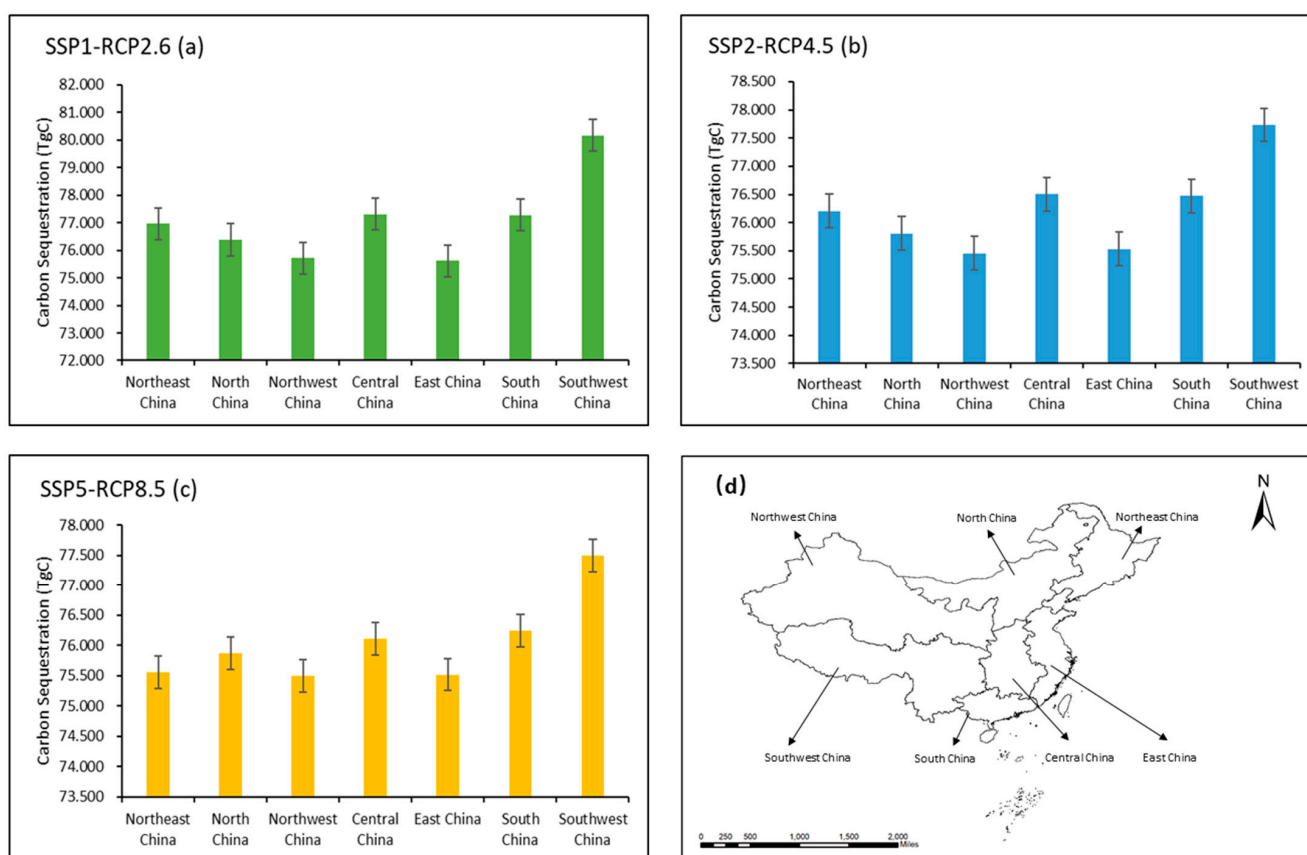 SSP1-RCP2.6 (a)
Carbon Sequestration (TgC)
82.000
81.000
80.000
79.000
78.000
77.000
76.000
75.000
74.000
73.000
72.000
Northeast China
North China
Northwest China
Central China
East China
South China
Southwest China
SSP2-RCP4.5 (b)
Carbon Sequestration (TgC)
78.500
78.000
77.500
77.000
76.500
76.000
75.500
75.000
74.500
74.000
73.500
Northeast China
North China
Northwest China
Central China
East China
South China
Southwest China
SSP5-RCP8.5 (c)
Carbon Sequestration (TgC)
78.000
77.500
77.000
76.500
76.000
75.500
75.000
74.500
74.000
73.500
Northeast China
North China
Northwest China
Central China
East China
South China
Southwest China
(d)
N
Northwest China
North China
Northeast China
Southwest China
South China
Central China
East China
0 250 500 1,000 1,500 2,000
Miles